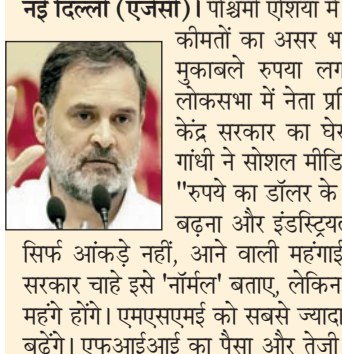 नई दिल्ली (एजेंसी)। पश्चिमी एशिया में
कीमतों का असर भ
मुकाबले रुपया लग
लोकसभा में नेता प्रि
केंद्र सरकार का घेर
गांधी ने सोशल मीडि
"रुपये का डॉलर के
बढ़ना और इंडस्ट्रिय
सिर्फ आंकड़े नहीं, आने वाली महंगाई
सरकार चाहे इसे 'नॉर्मल' बताए, लेकिन
महंगे होंगे। एमएसएमई को सबसे ज्यादा
बढ़ेंगे। एफआईआई का पैसा और तेजी